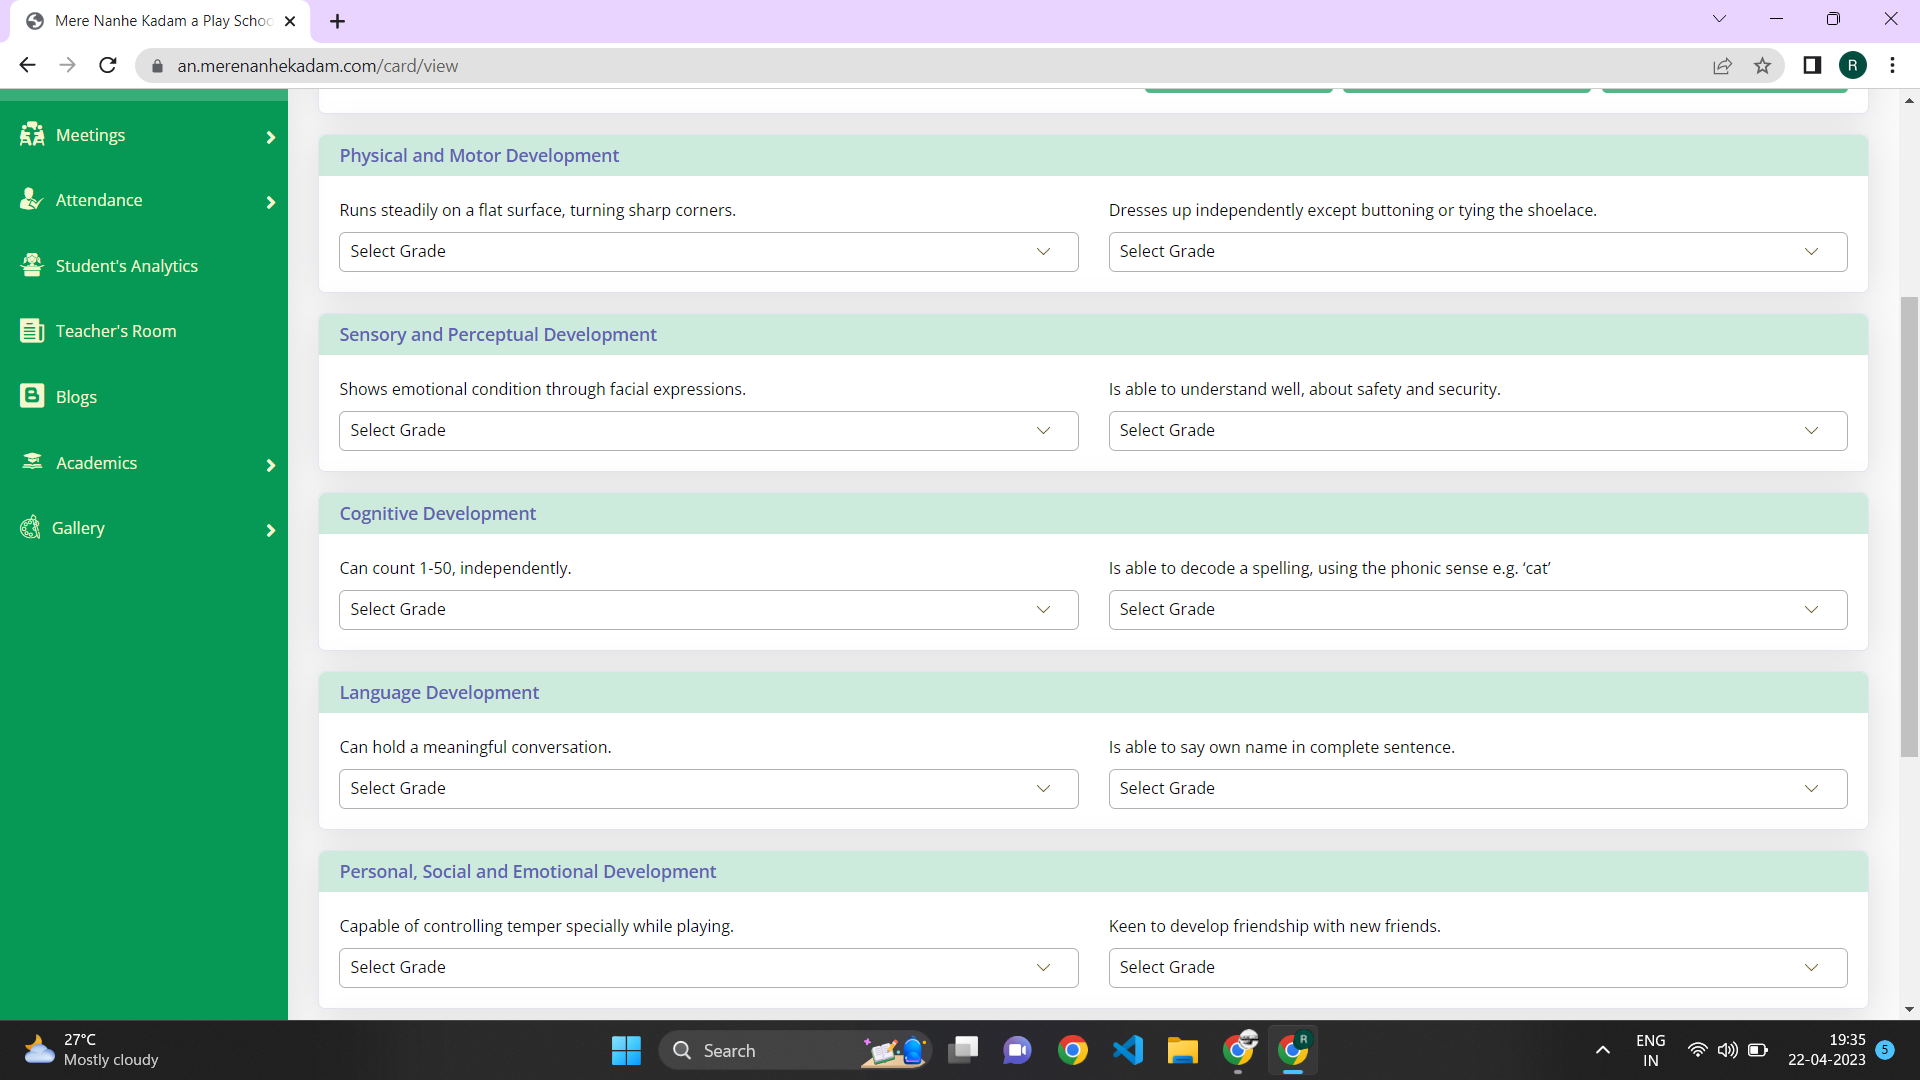 Mere Nanhe Kadam a Play Schoo
an.merenanhekadam.com/card/view
R
Meetings
Attendance
Student's Analytics
Teacher's Room
Blogs
Academics
Gallery
Physical and Motor Development
Runs steadily on a flat surface, turning sharp corners.
Dresses up independently except buttoning or tying the shoelace.
Select Grade
Select Grade
Sensory and Perceptual Development
Shows emotional condition through facial expressions.
Is able to understand well, about safety and security.
Select Grade
Select Grade
Cognitive Development
Can count 1-50, independently.
Is able to decode a spelling, using the phonic sense e.g. ‘cat’
Select Grade
Select Grade
Language Development
Can hold a meaningful conversation.
Is able to say own name in complete sentence.
Select Grade
Select Grade
Personal, Social and Emotional Development
Capable of controlling temper specially while playing.
Keen to develop friendship with new friends.
Select Grade
Select Grade
27°C
Mostly cloudy
Search
R
ENG
IN
19:35
22-04-2023
5